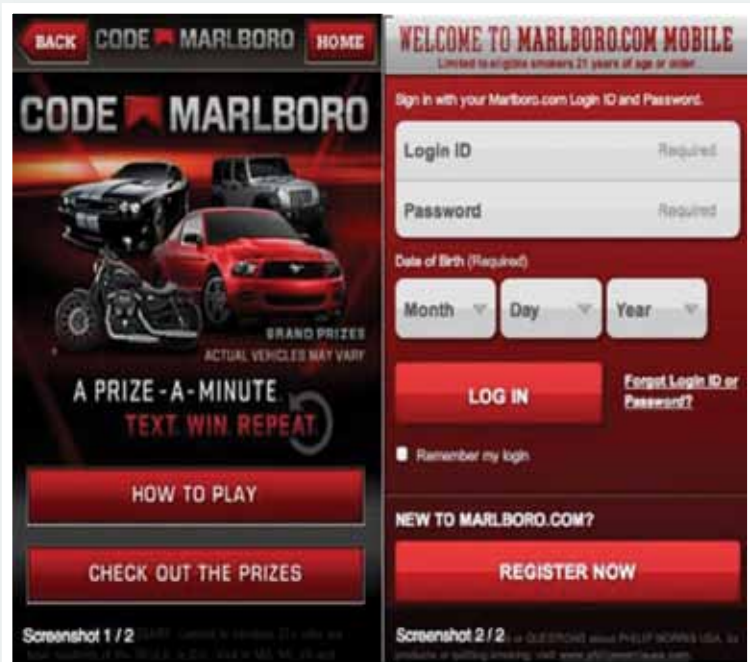 BACK CODE MARLBORO HOME
CODE MARLBORO
GRAND PRIZES
ACTUAL VEHICLES MAY VARY
A PRIZE-A-MINUTE
TEXT. WIN. REPEAT.
HOW TO PLAY
CHECK OUT THE PRIZES
Screenshot 1 / 2
WELCOME TO MARLBORO.COM MOBILE
Limited to eligible smokers 21 years of age or older.
Sign in with your Marlboro.com Login ID and Password.
Login ID Required
Password Required
Date of Birth (Required)
Month Day Year
LOG IN
Forgot Login ID or
Password?
Remember my login
NEW TO MARLBORO.COM?
REGISTER NOW
Screenshot 2 / 2